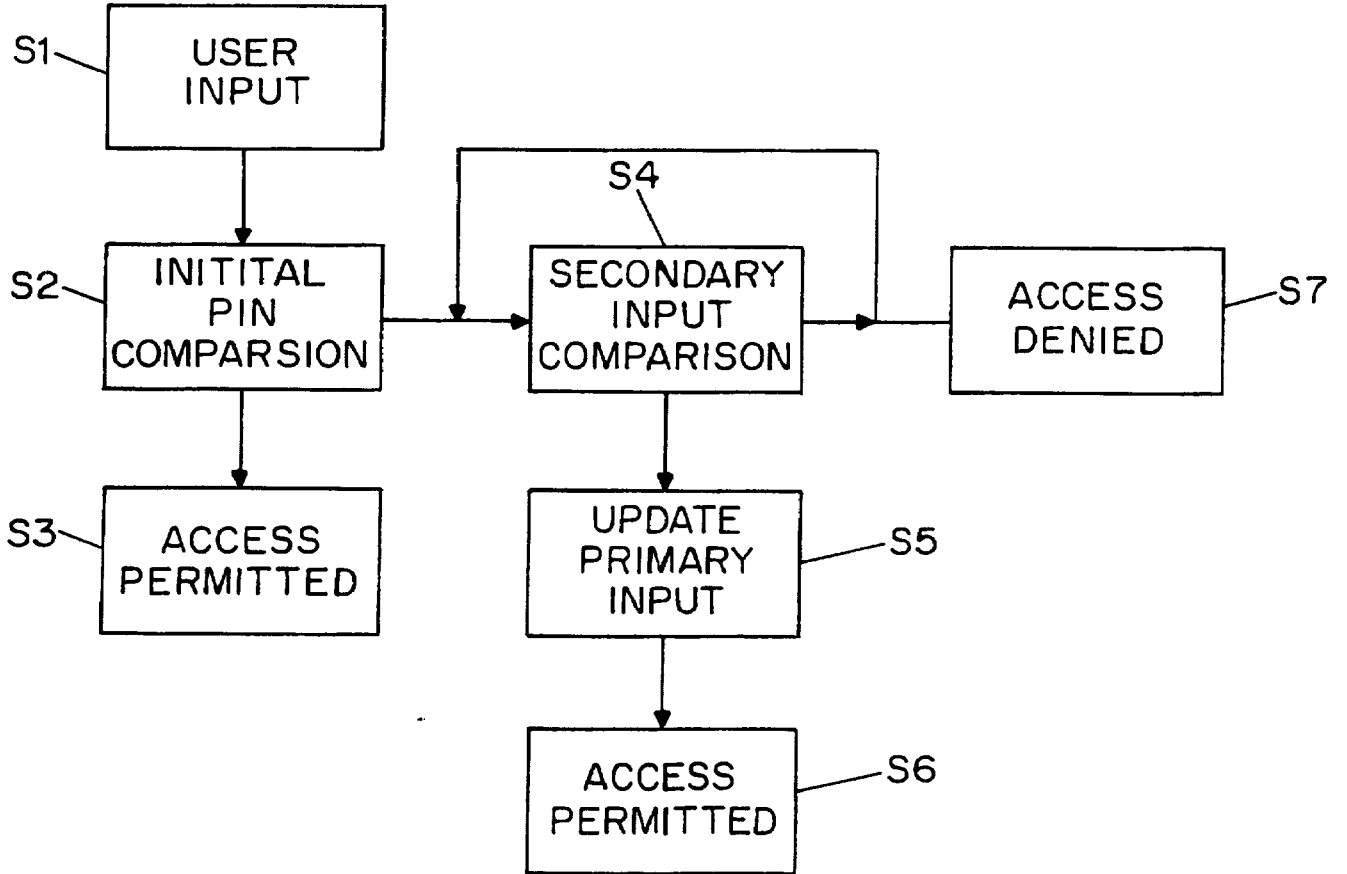 S1
USER
INPUT
S2
INITITAL
PIN
COMPARSION
S3
ACCESS
PERMITTED
S4
SECONDARY
INPUT
COMPARISON
S5
UPDATE
PRIMARY
INPUT
S6
ACCESS
PERMITTED
S7
ACCESS
DENIED